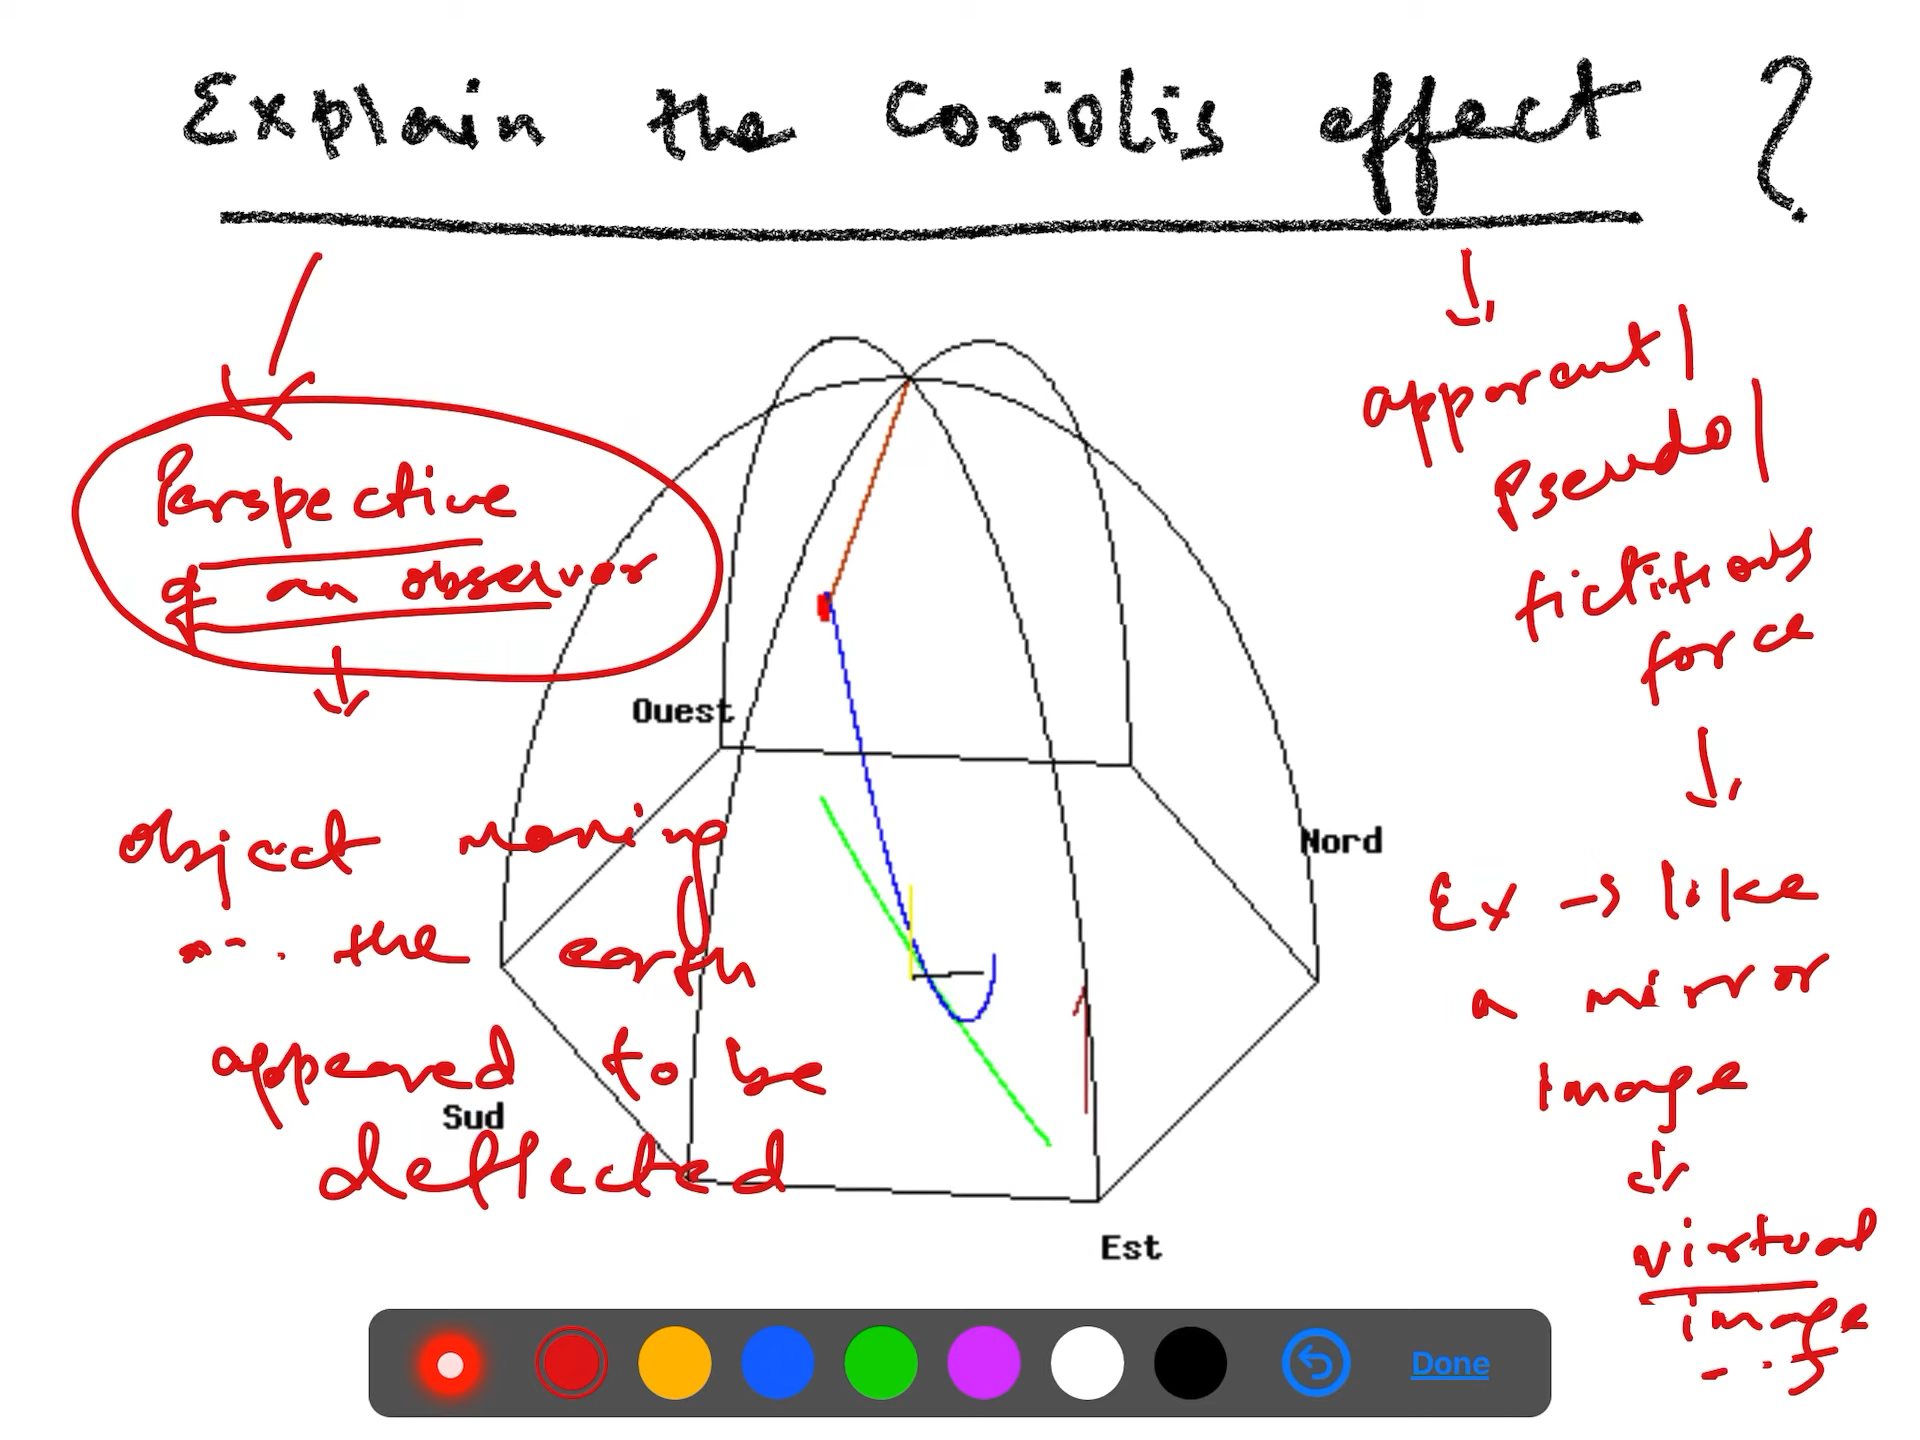 Explain the Coriolis effect ?
Perspective
of an observer
object moving
the earth
appeared to be
deflected
apparent/
Pseudo/
fictitious
force
Ex → like
a mirror
Image
virtual
image
Ouest
Nord
Sud
Est
Done